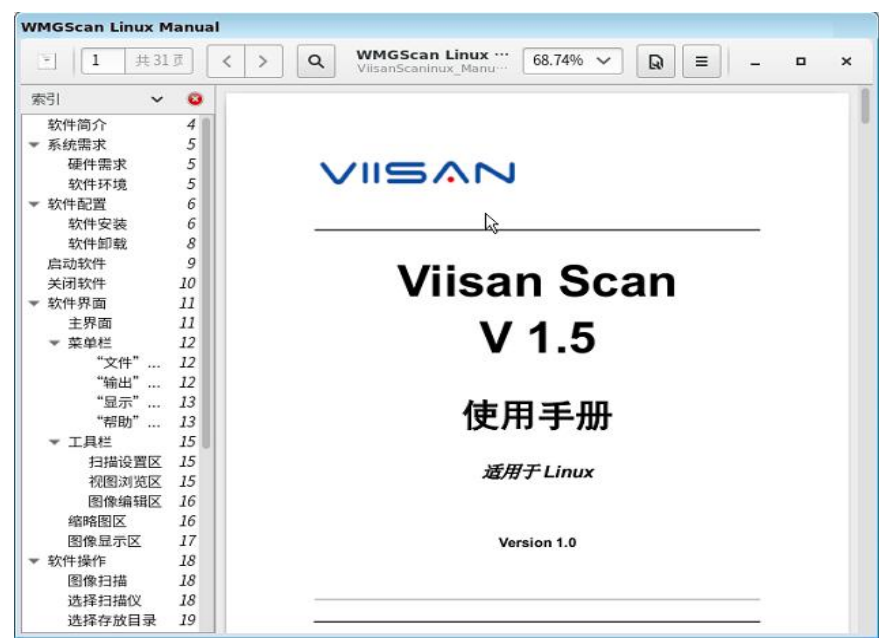 WMGScan Linux Manual
1 共31页
WMGScan Linux ···
ViisanScaninux_Manu···
68.74%
索引
软件简介 4
系统需求 5
硬件需求 5
软件环境 5
软件配置 6
软件安装 6
软件卸载 8
启动软件 9
关闭软件 10
软件界面 11
主界面 11
菜单栏 12
“文件” ... 12
“输出” ... 12
“显示” ... 13
“帮助” ... 13
工具栏 15
扫描设置区 15
视图浏览区 15
图像编辑区 16
缩略图区 16
图像显示区 17
软件操作 18
图像扫描 18
选择扫描仪 18
选择存放目录 19
VIISAN
Viisan Scan
V 1.5
使用手册
适用于 Linux
Version 1.0